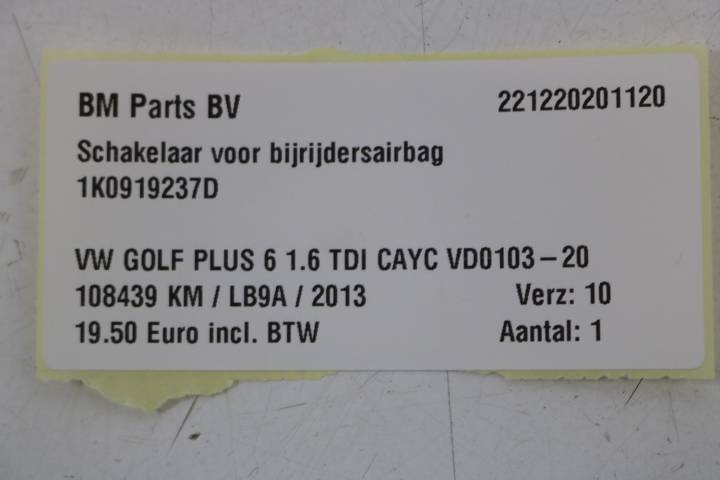 BM Parts BV 221220201120
Schakelaar voor bijrijdersairbag
1K0919237D
VW GOLF PLUS 6 1.6 TDI CAYC VD0103-20
108439 KM / LB9A / 2013 Verz: 10
19.50 Euro incl. BTW Aantal: 1